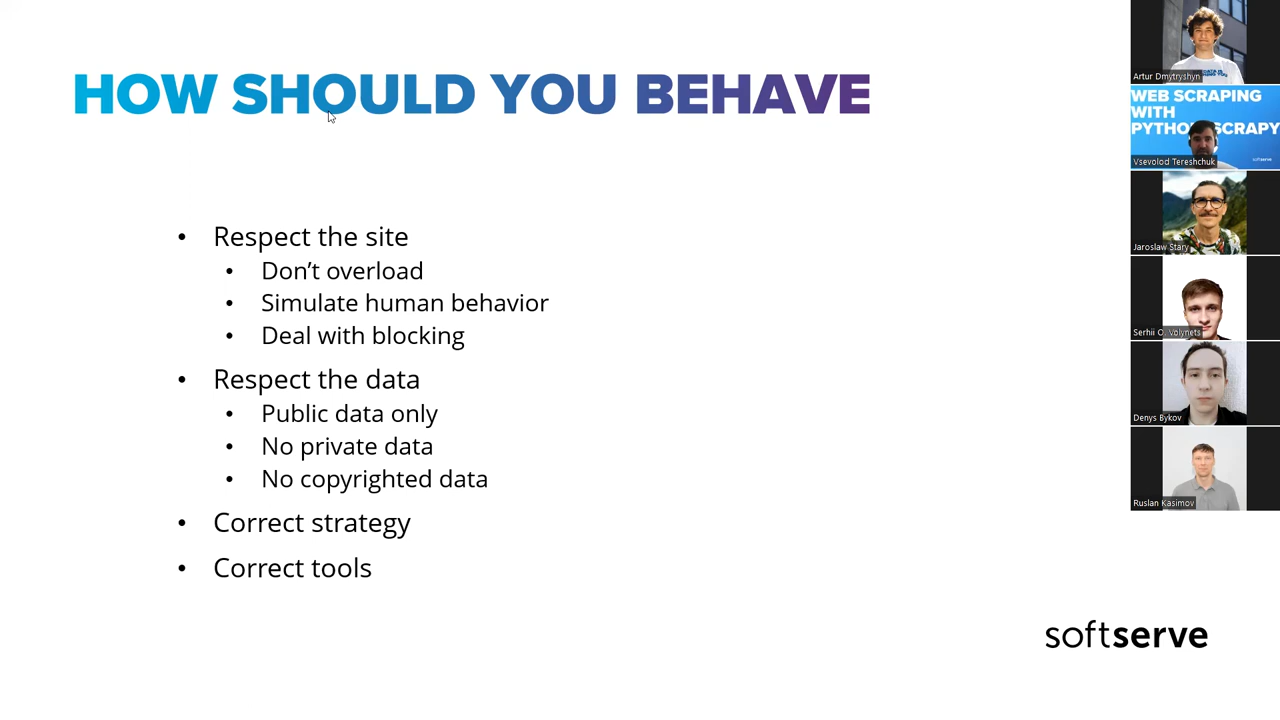 HOW SHOULD YOU BEHAVE
• Respect the site
• Don’t overload
• Simulate human behavior
• Deal with blocking
• Respect the data
• Public data only
• No private data
• No copyrighted data
• Correct strategy
• Correct tools
softserve
Artur Dmytryshyn
WEB SCRAPING
WITH
PYTHON SCRAPY
Vsevolod Tereshchuk
softserve
Jaroslaw Stary
Serhii O. Volynets
Denys Bykov
Ruslan Kasimov